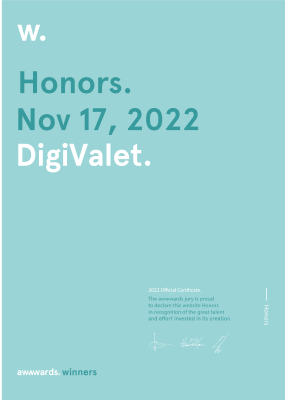 w.
Honors.
Nov 17, 2022
DigiValet.
2022 Official Certificate.
The awwwards jury is proud
to declare this website Honors
in recognition of the great talent
and effort invested in its creation
Honors
awwwards. winners